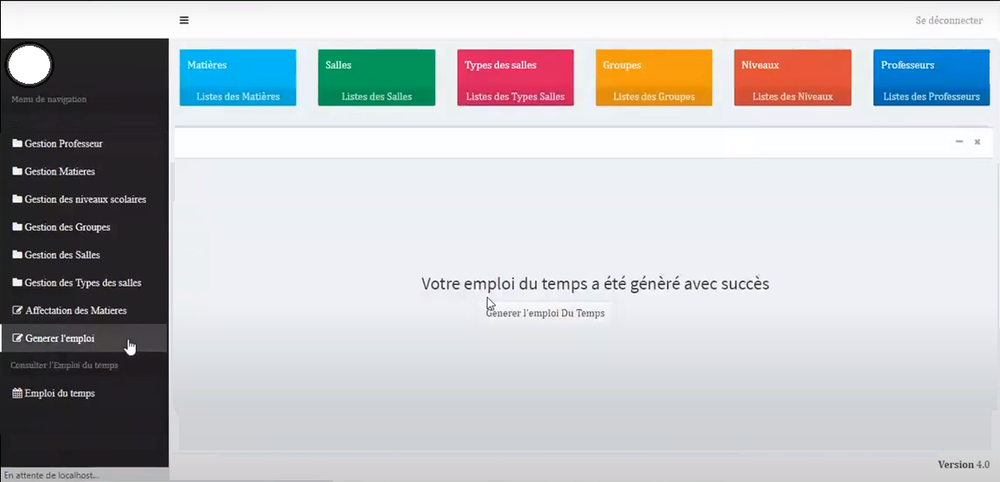 Se déconnecter
Matières
Listes des Matières
Salles
Listes des Salles
Types des salles
Listes des Types Salles
Groupes
Listes des Groupes
Niveaux
Listes des Niveaux
Professeurs
Listes des Professeurs
Menu de navigation
Gestion Professeur
Gestion Matieres
Gestion des niveaux scolaires
Gestion des Groupes
Gestion des Salles
Gestion des Types des salles
Affectation des Matieres
Generer l'emploi
Consulter l'Emploi du temps
Emploi du temps
Votre emploi du temps a été génèré avec succès
Generer l'emploi Du Temps
Version 4.0
En attente de localhost...